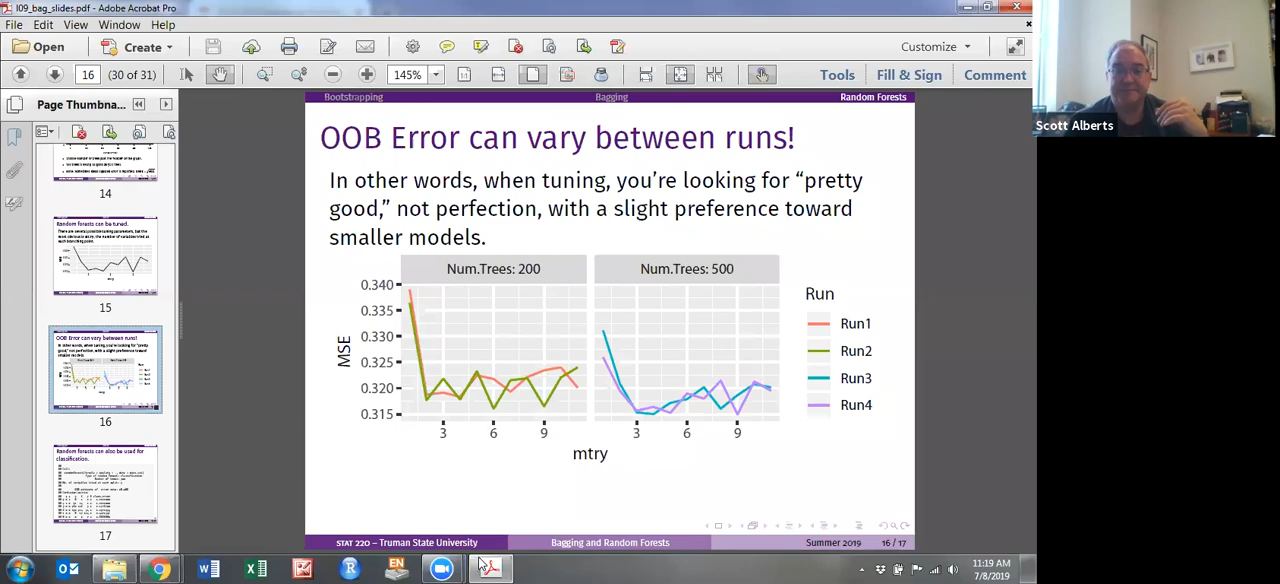 l09_bag_slides.pdf - Adobe Acrobat Pro
File Edit View Window Help
Open Create Customize
16 (30 of 31) 145% Tools Fill & Sign Comment
Page Thumbna...
14
Random forests can be tuned.
15
OOB Error can vary between runs!
16
Random forests can also be used for
classification.
17
Bootstrapping Bagging Random Forests
OOB Error can vary between runs!
In other words, when tuning, you're looking for “pretty
good,” not perfection, with a slight preference toward
smaller models.
Num.Trees: 200 Num.Trees: 500
0.340
0.335
0.330
0.325
0.320
0.315
MSE
3 6 9 3 6 9
mtry
Run
Run1
Run2
Run3
Run4
STAT 220 – Truman State University Bagging and Random Forests Summer 2019 16 / 17
Scott Alberts
11:19 AM
7/8/2019